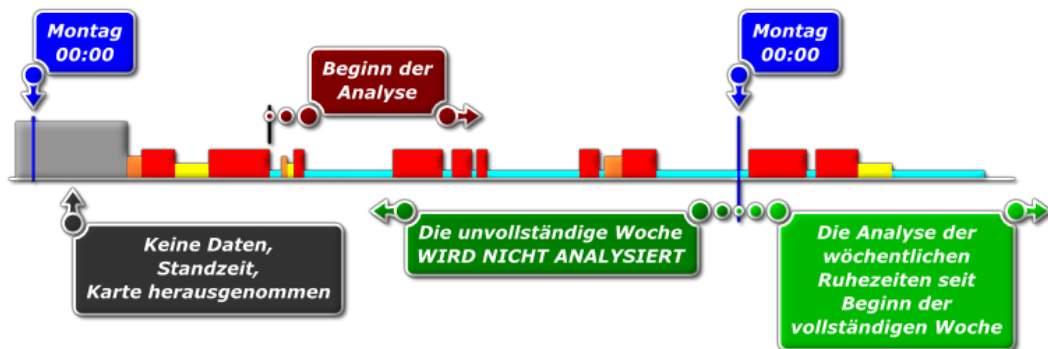 Montag
00:00
Beginn der
Analyse
Montag
00:00
Keine Daten,
Standzeit,
Karte herausgenommen
Die unvollständige Woche
WIRD NICHT ANALYSIERT
Die Analyse der
wöchentlichen
Ruhezeiten seit
Beginn der
vollständigen Woche